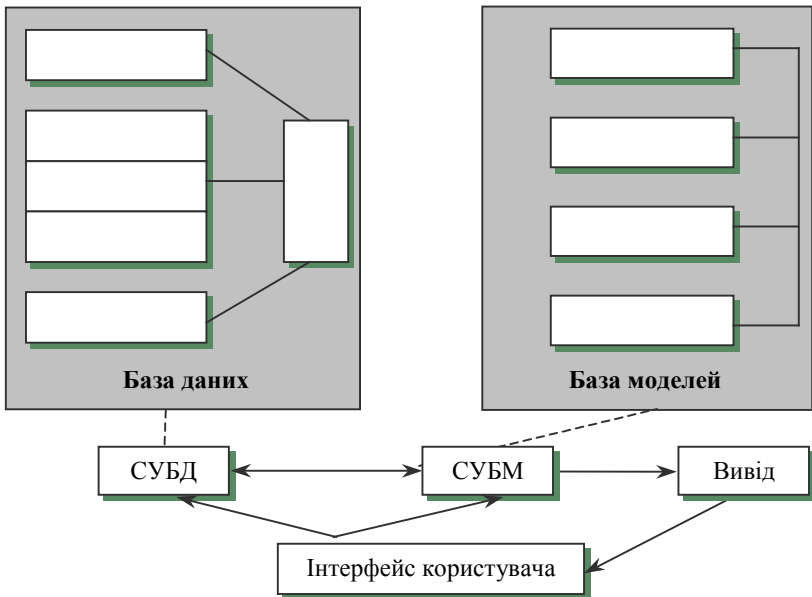 База даних
База моделей
СУБД
СУБМ
Вивід
Інтерфейс користувача